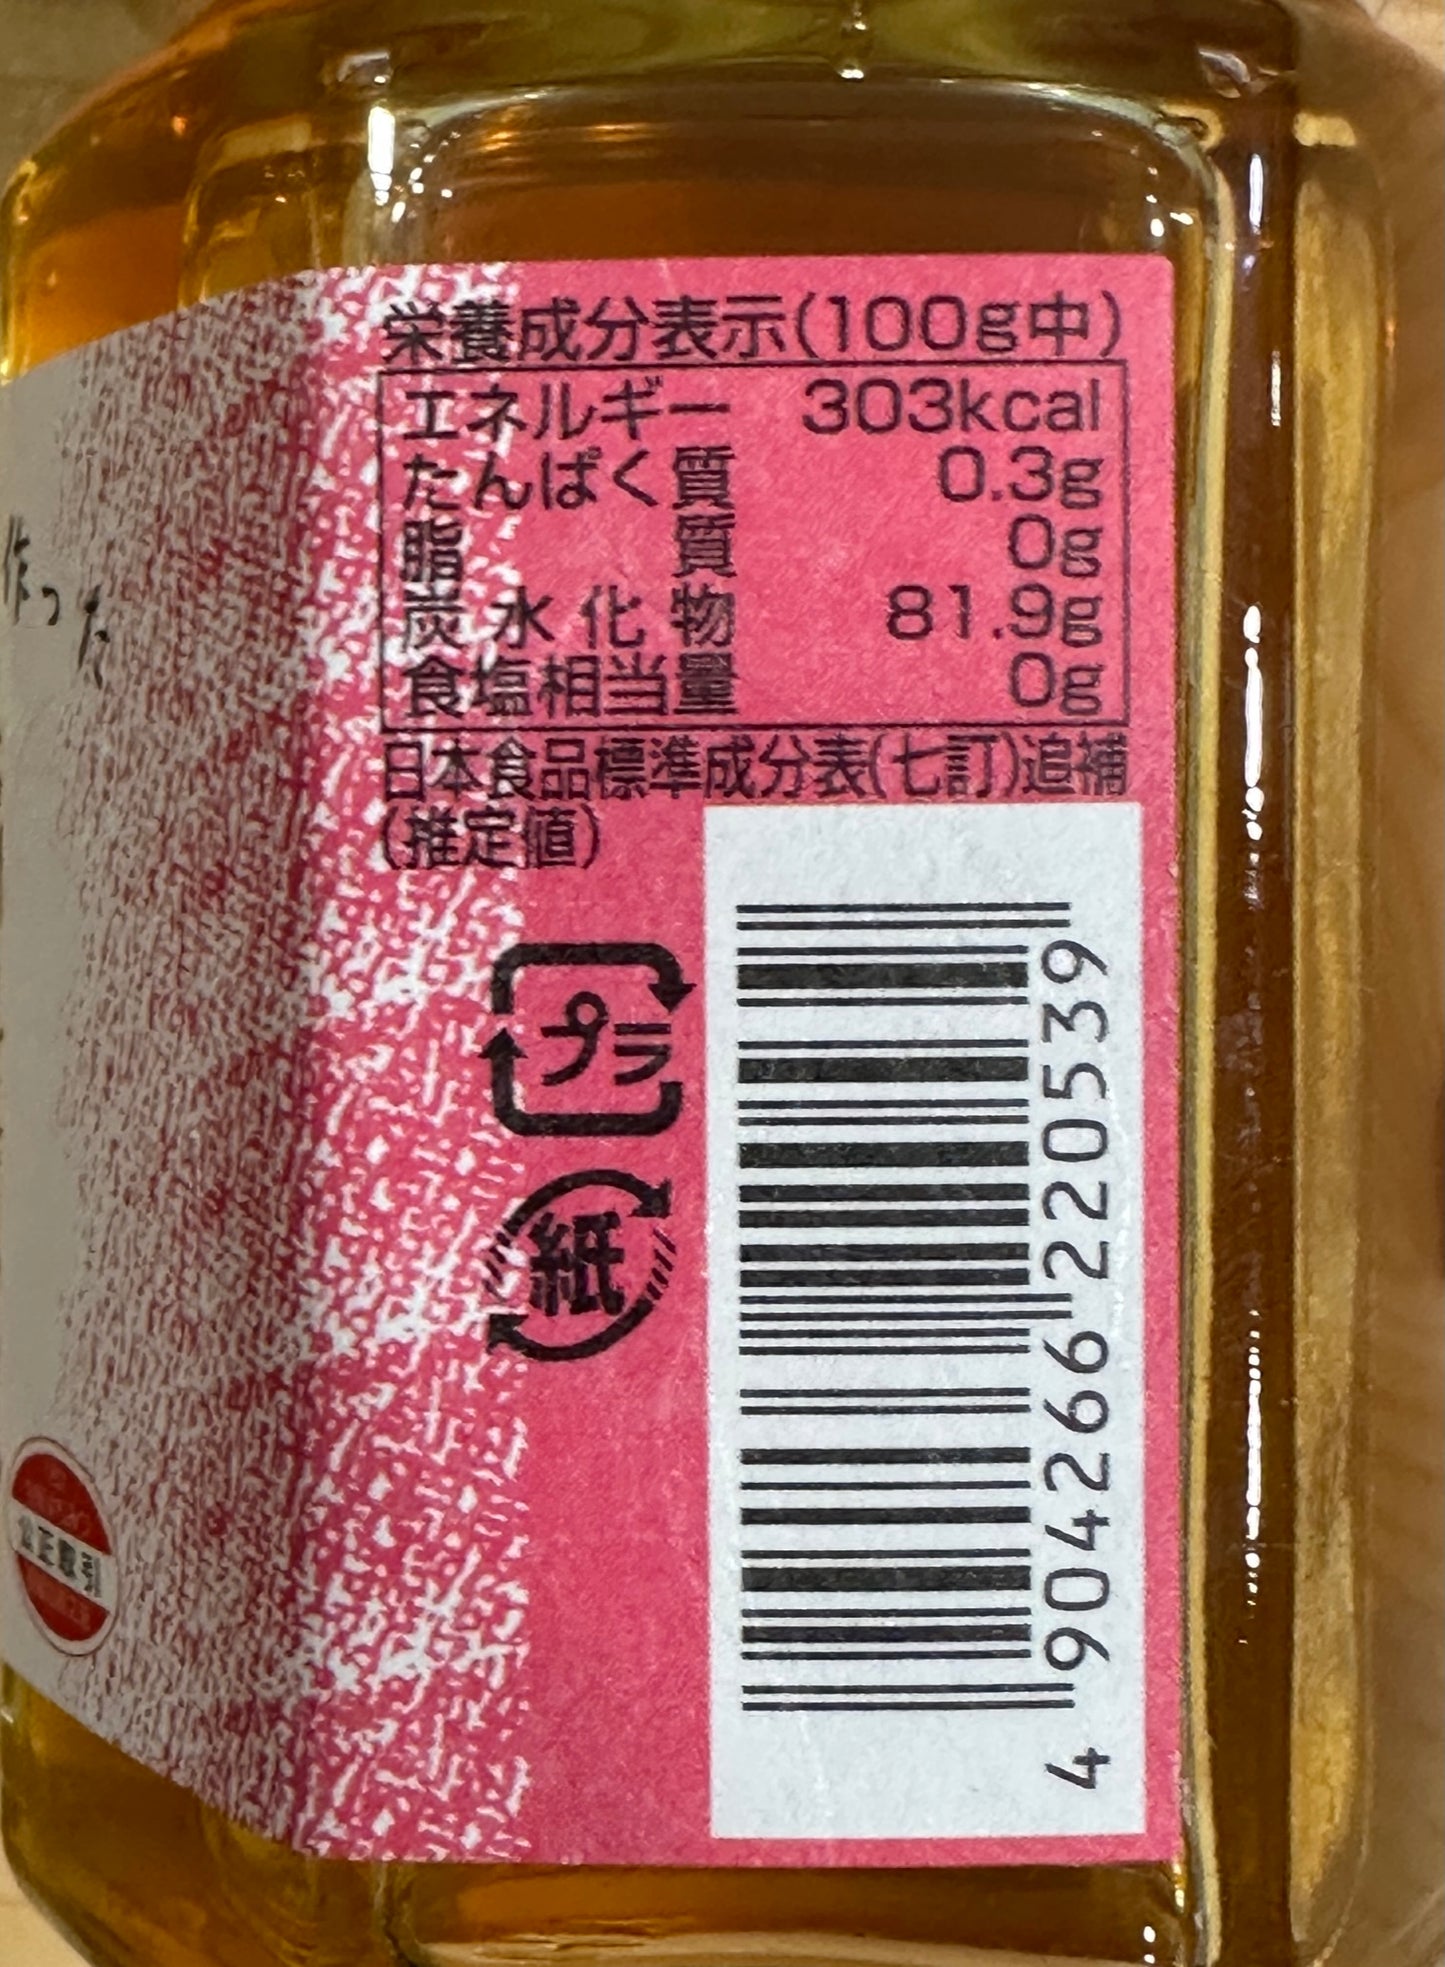 栄養成分表示(100g中)
エネルギー 303kcal
たんぱく質 0.3g
脂質 0g
炭水化物 81.9g
食塩相当量 0g
日本食品標準成分表(七訂)追補
(推定値)
プラ
紙
4904266220539
作った
公正